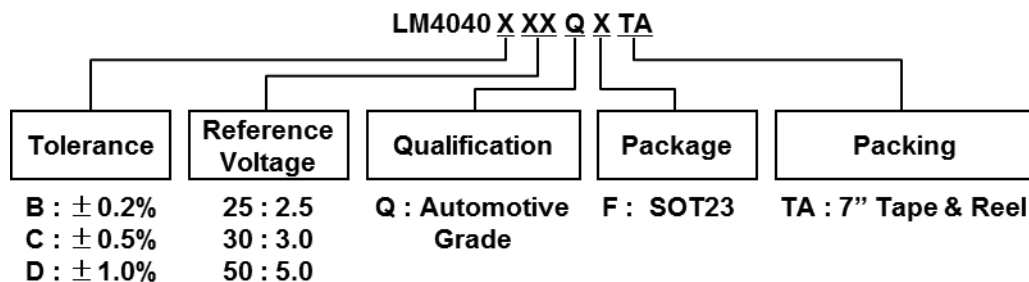 LM4040 X XX Q X TA
Tolerance
Reference
Voltage
Qualification
Package
Packing
B : ± 0.2%
25 : 2.5
Q : Automotive
Grade
F : SOT23
TA : 7” Tape & Reel
C : ± 0.5%
30 : 3.0
D : ± 1.0%
50 : 5.0